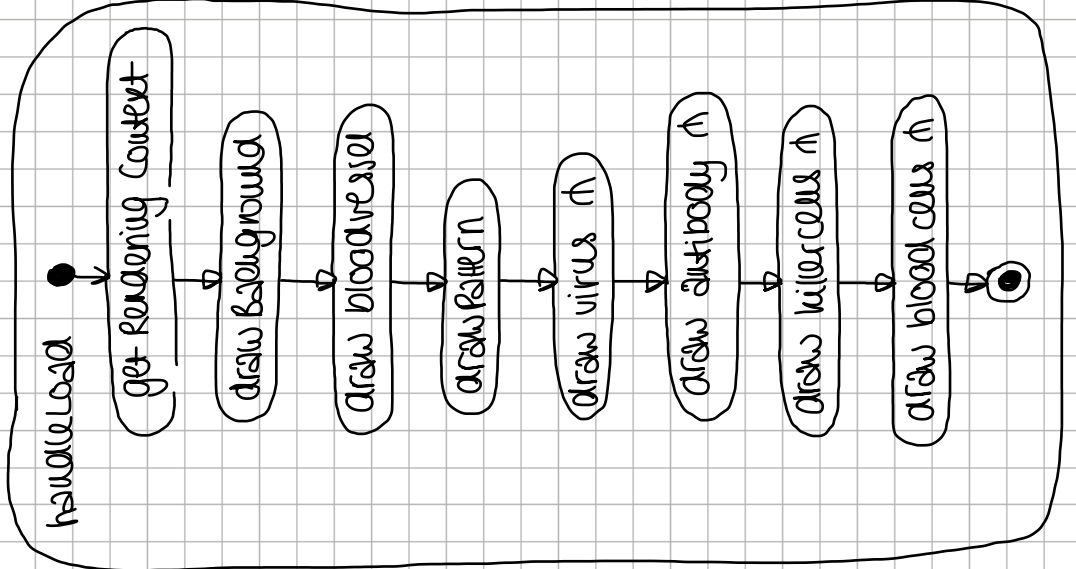 handleLoad
get Rendering Context
draw Background
draw bloodvessel
drawPattern
draw virus
draw antibody
draw killercells
draw bloodcells